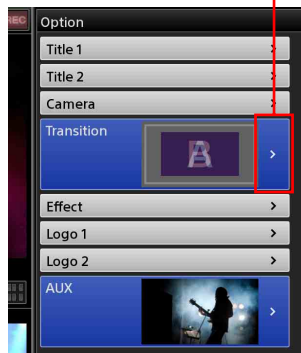 REC
Option
Title 1
Title 2
Camera
Transition
Effect
Logo 1
Logo 2
AUX